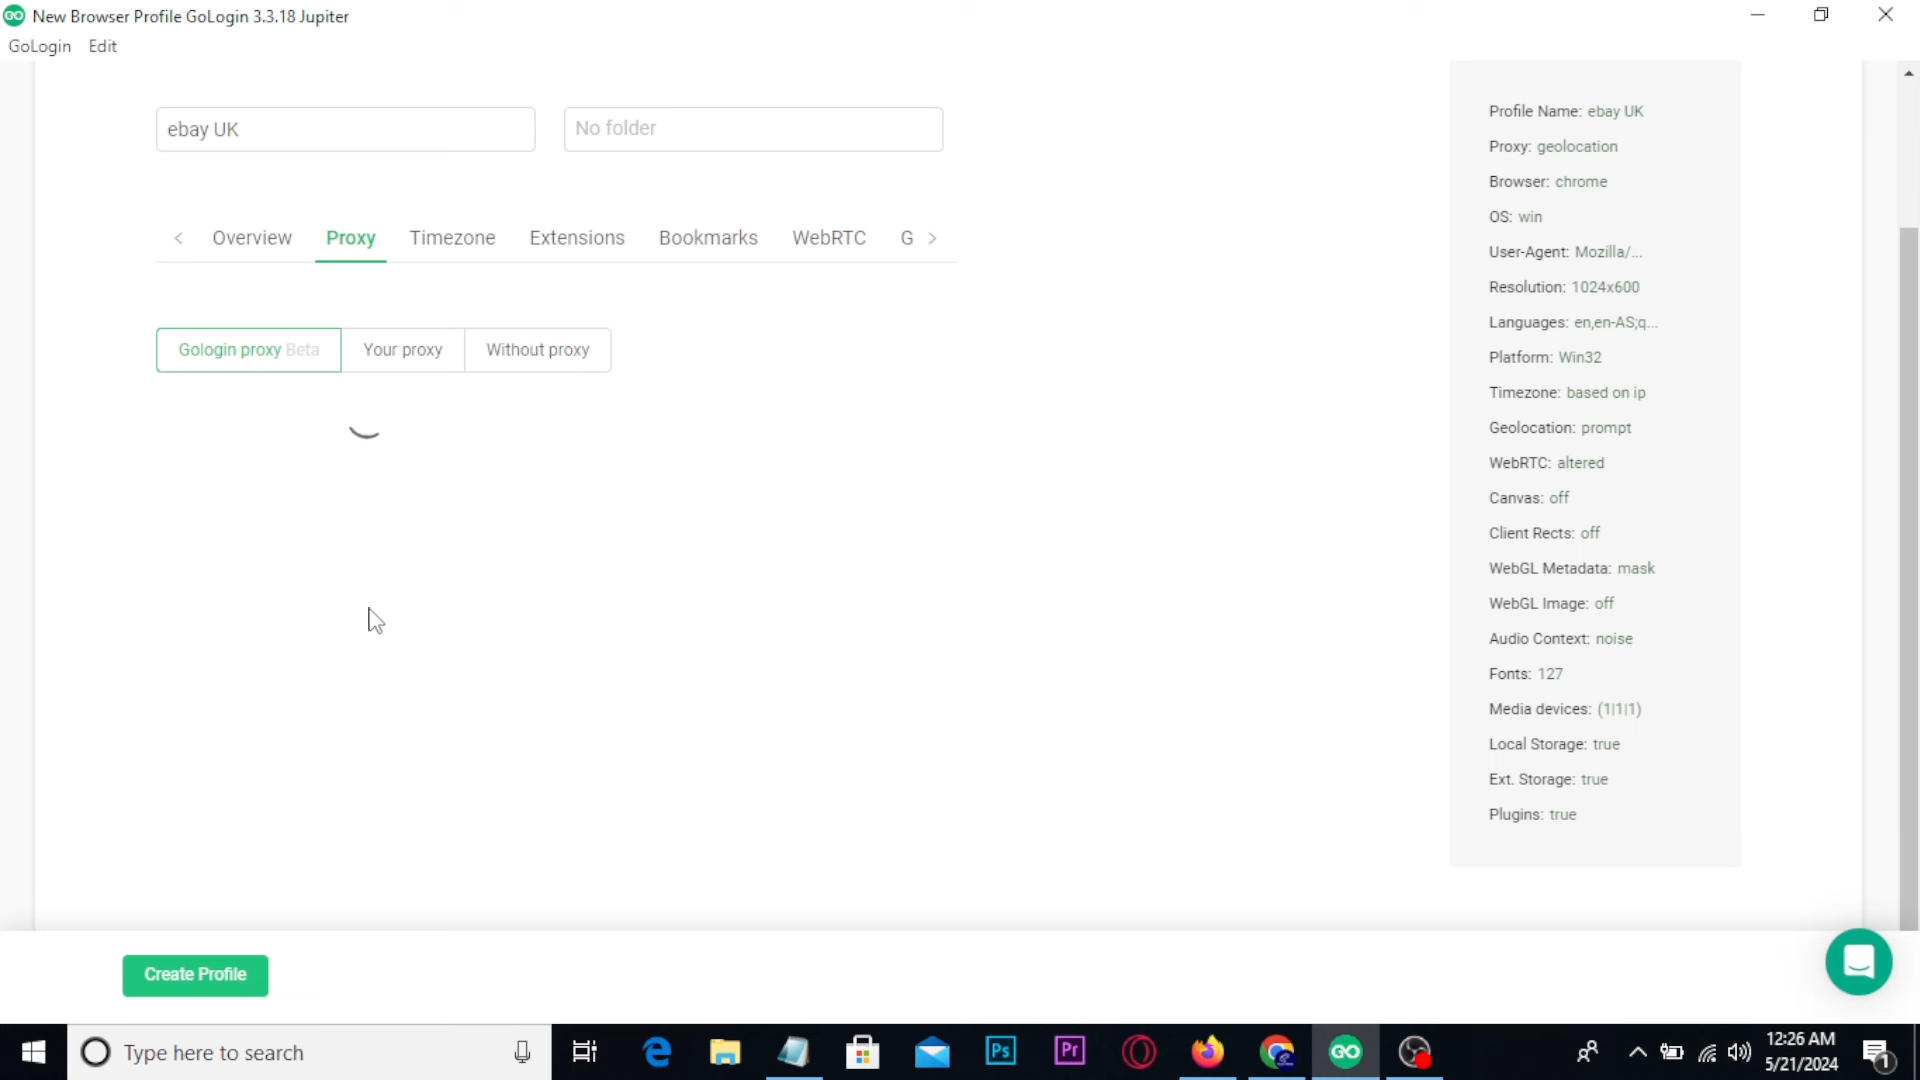 GO New Browser Profile GoLogin 3.3.18 Jupiter
GoLogin Edit
ebay UK
No folder
< Overview Proxy Timezone Extensions Bookmarks WebRTC G >
Gologin proxy Beta
Your proxy
Without proxy
Profile Name: ebay UK
Proxy: geolocation
Browser: chrome
OS: win
User-Agent: Mozilla/...
Resolution: 1024x600
Languages: en,en-AS;q...
Platform: Win32
Timezone: based on ip
Geolocation: prompt
WebRTC: altered
Canvas: off
Client Rects: off
WebGL Metadata: mask
WebGL Image: off
Audio Context: noise
Fonts: 127
Media devices: (1|1|1)
Local Storage: true
Ext. Storage: true
Plugins: true
Create Profile
Type here to search
Ps
Pr
GO
12:26 AM
5/21/2024
1